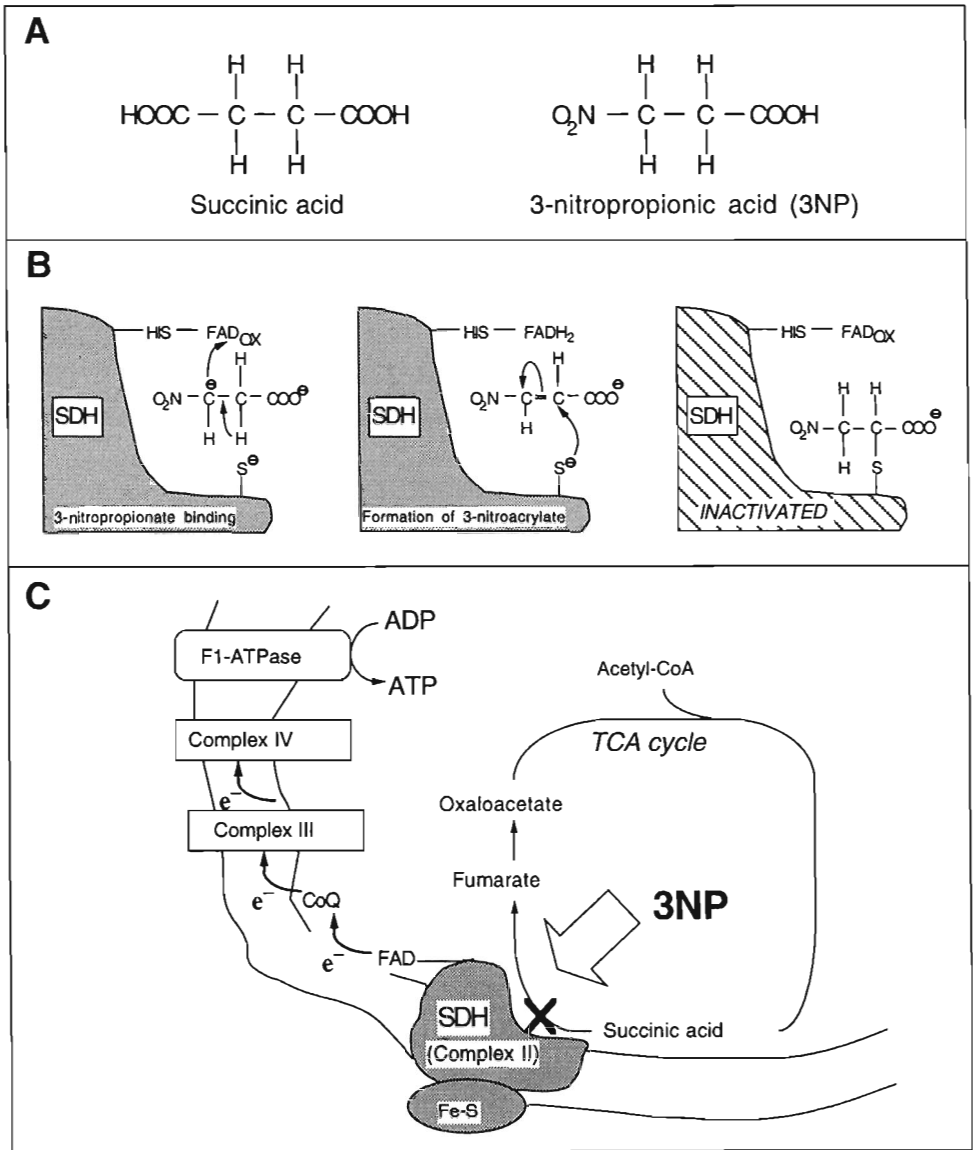 A
H H
HOOC — C — C — COOH
H H
Succinic acid
H H
O2N — C — C — COOH
H H
3-nitropropionic acid (3NP)
B
HIS — FADOX
H
O2N — C — C — COO⊖
⊖
H H
S⊖
SDH
3-nitropropionate binding
HIS — FADH2
H
O2N — C = C — COO⊖
H
S⊖
SDH
Formation of 3-nitroacrylate
HIS — FADOX
H H
O2N — C — C — COO⊖
H S
SDH
INACTIVATED
C
ADP
F1-ATPase
ATP
Acetyl-CoA
Complex IV
TCA cycle
e−
Oxaloacetate
Complex III
Fumarate
e−
CoQ
3NP
e−
FAD
SDH
Succinic acid
(Complex II)
Fe-S